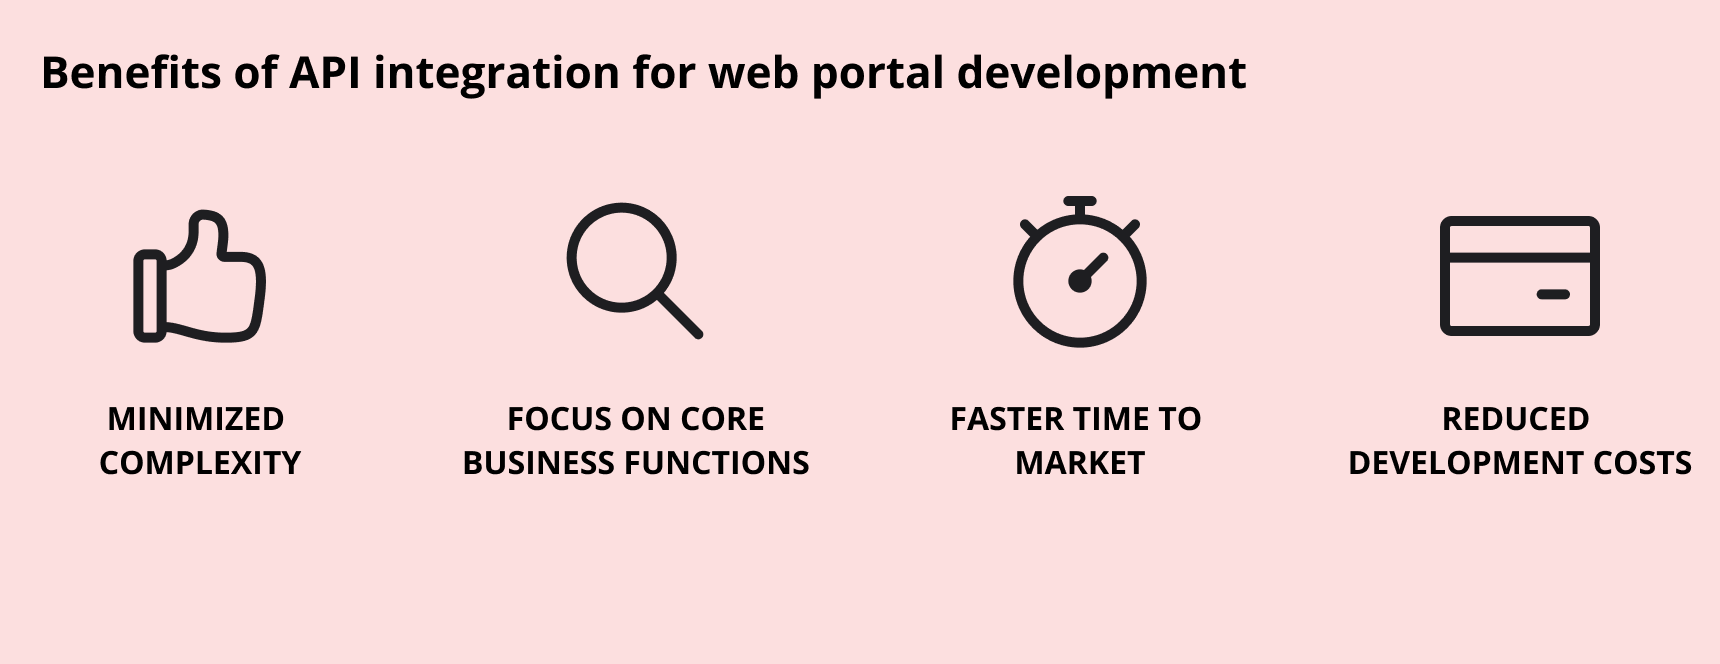 Benefits of API integration for web portal development
MINIMIZED
COMPLEXITY
FOCUS ON CORE
BUSINESS FUNCTIONS
FASTER TIME TO
MARKET
REDUCED
DEVELOPMENT COSTS